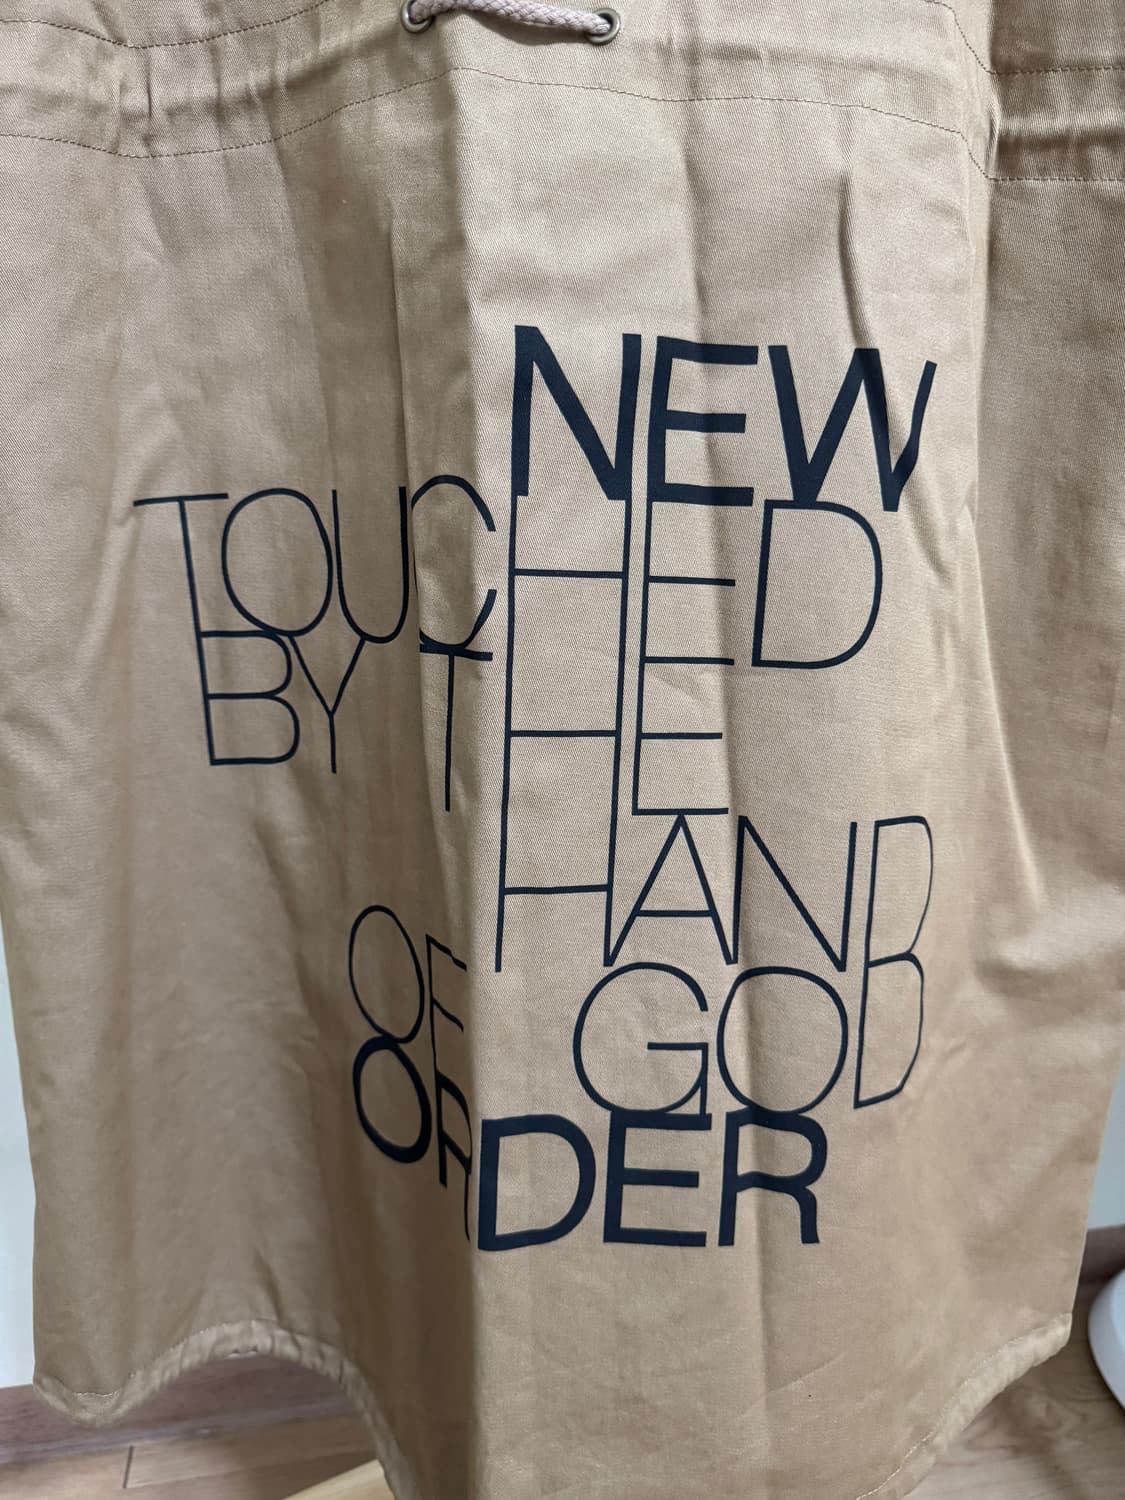 NEW
TOUCHED
BY THE
HAND
OF GOD
ORDER